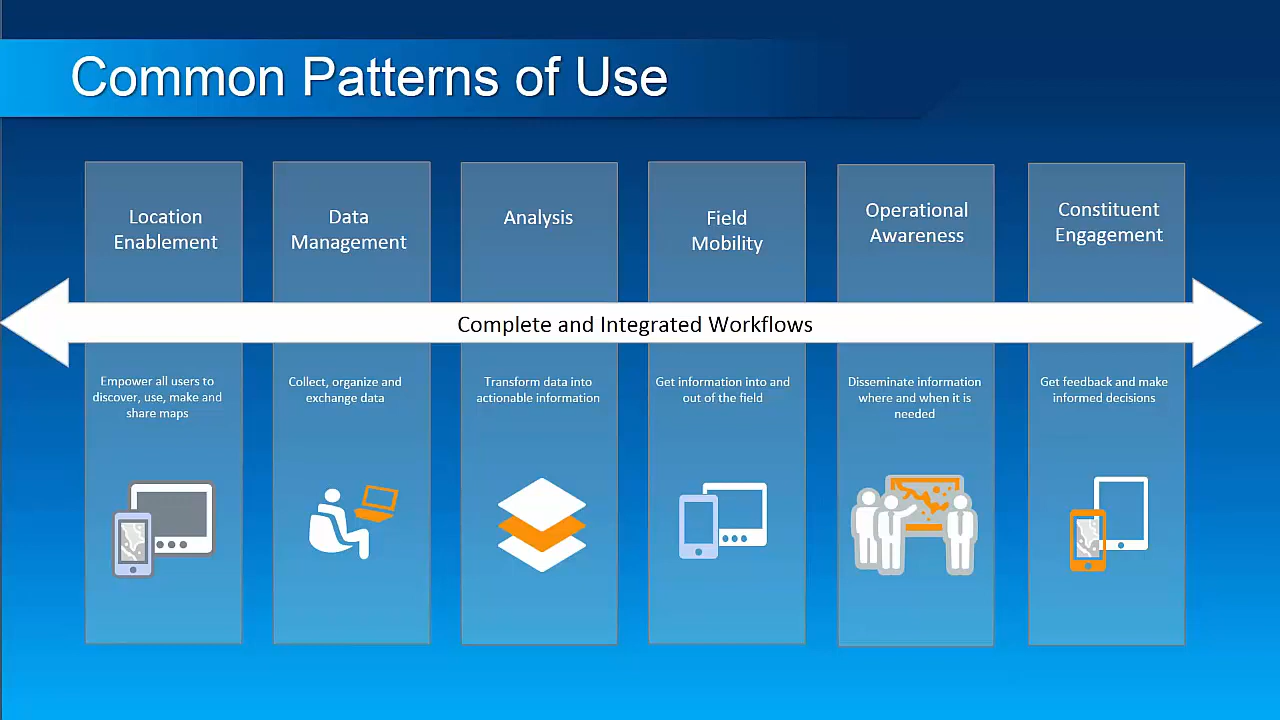 Common Patterns of Use
Location
Enablement
Data
Management
Analysis
Field
Mobility
Operational
Awareness
Constituent
Engagement
Complete and Integrated Workflows
Empower all users to
discover, use, make and
share maps
Collect, organize and
exchange data
Transform data into
actionable information
Get information into and
out of the field
Disseminate information
where and when it is
needed
Get feedback and make
informed decisions